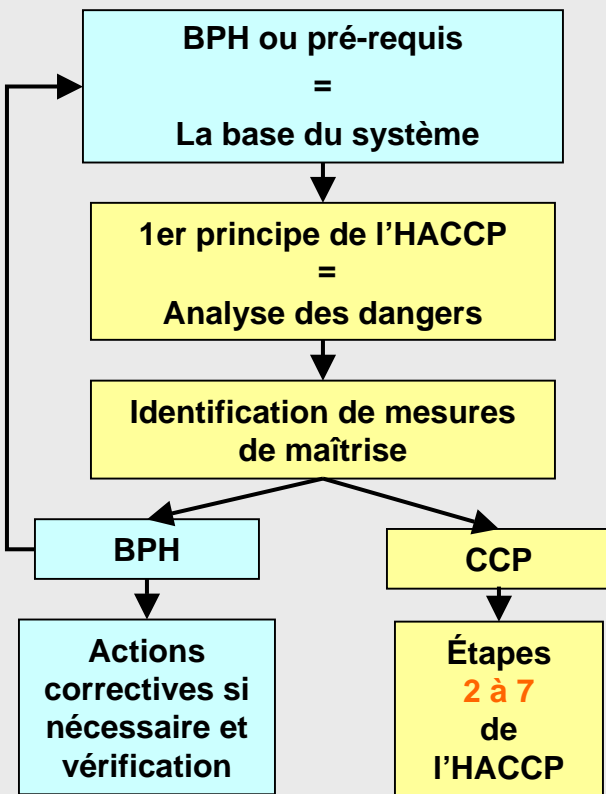 BPH ou pré-requis
=
La base du système
1er principe de l’HACCP
=
Analyse des dangers
Identification de mesures
de maîtrise
BPH
CCP
Actions
correctives si
nécessaire et
vérification
Étapes
2 à 7
de
l’HACCP